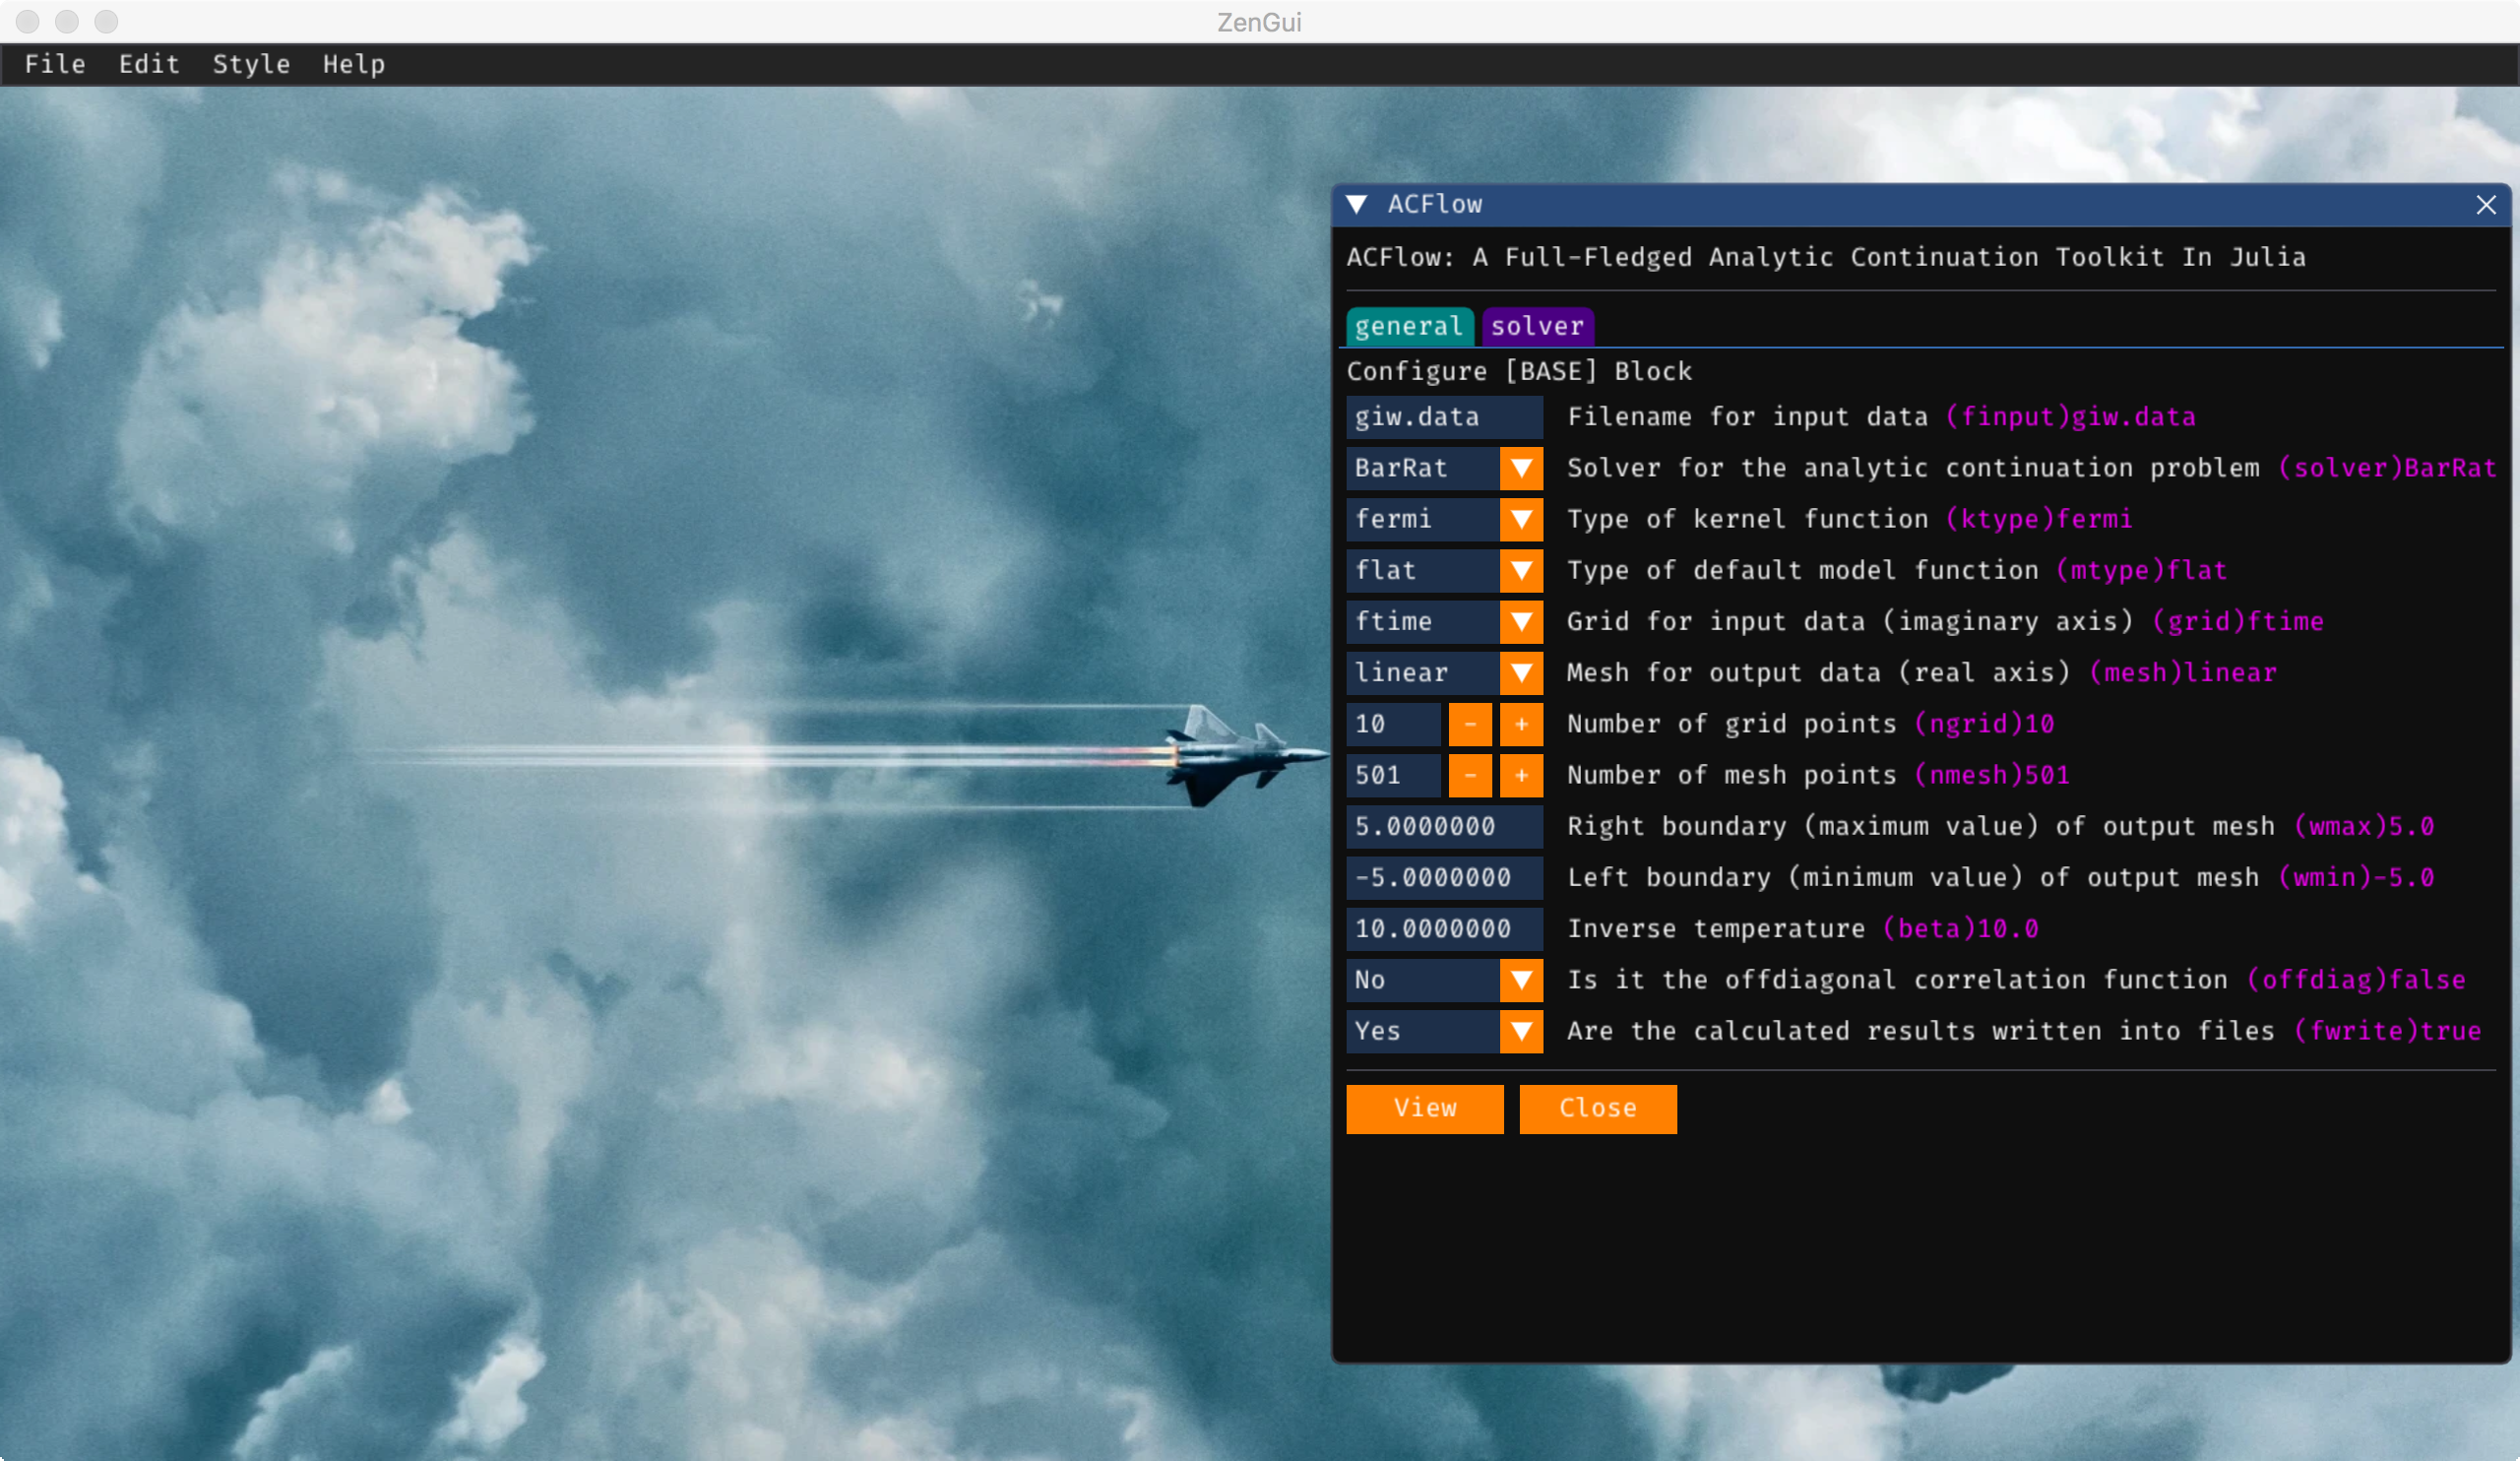 ZenGui
File Edit Style Help
ACFlow
ACFlow: A Full-Fledged Analytic Continuation Toolkit In Julia
general solver
Configure [BASE] Block
giw.data Filename for input data (finput)giw.data
BarRat Solver for the analytic continuation problem (solver)BarRat
fermi Type of kernel function (ktype)fermi
flat Type of default model function (mtype)flat
ftime Grid for input data (imaginary axis) (grid)ftime
linear Mesh for output data (real axis) (mesh)linear
10 - + Number of grid points (ngrid)10
501 - + Number of mesh points (nmesh)501
5.0000000 Right boundary (maximum value) of output mesh (wmax)5.0
-5.0000000 Left boundary (minimum value) of output mesh (wmin)-5.0
10.0000000 Inverse temperature (beta)10.0
No Is it the offdiagonal correlation function (offdiag)false
Yes Are the calculated results written into files (fwrite)true
View Close